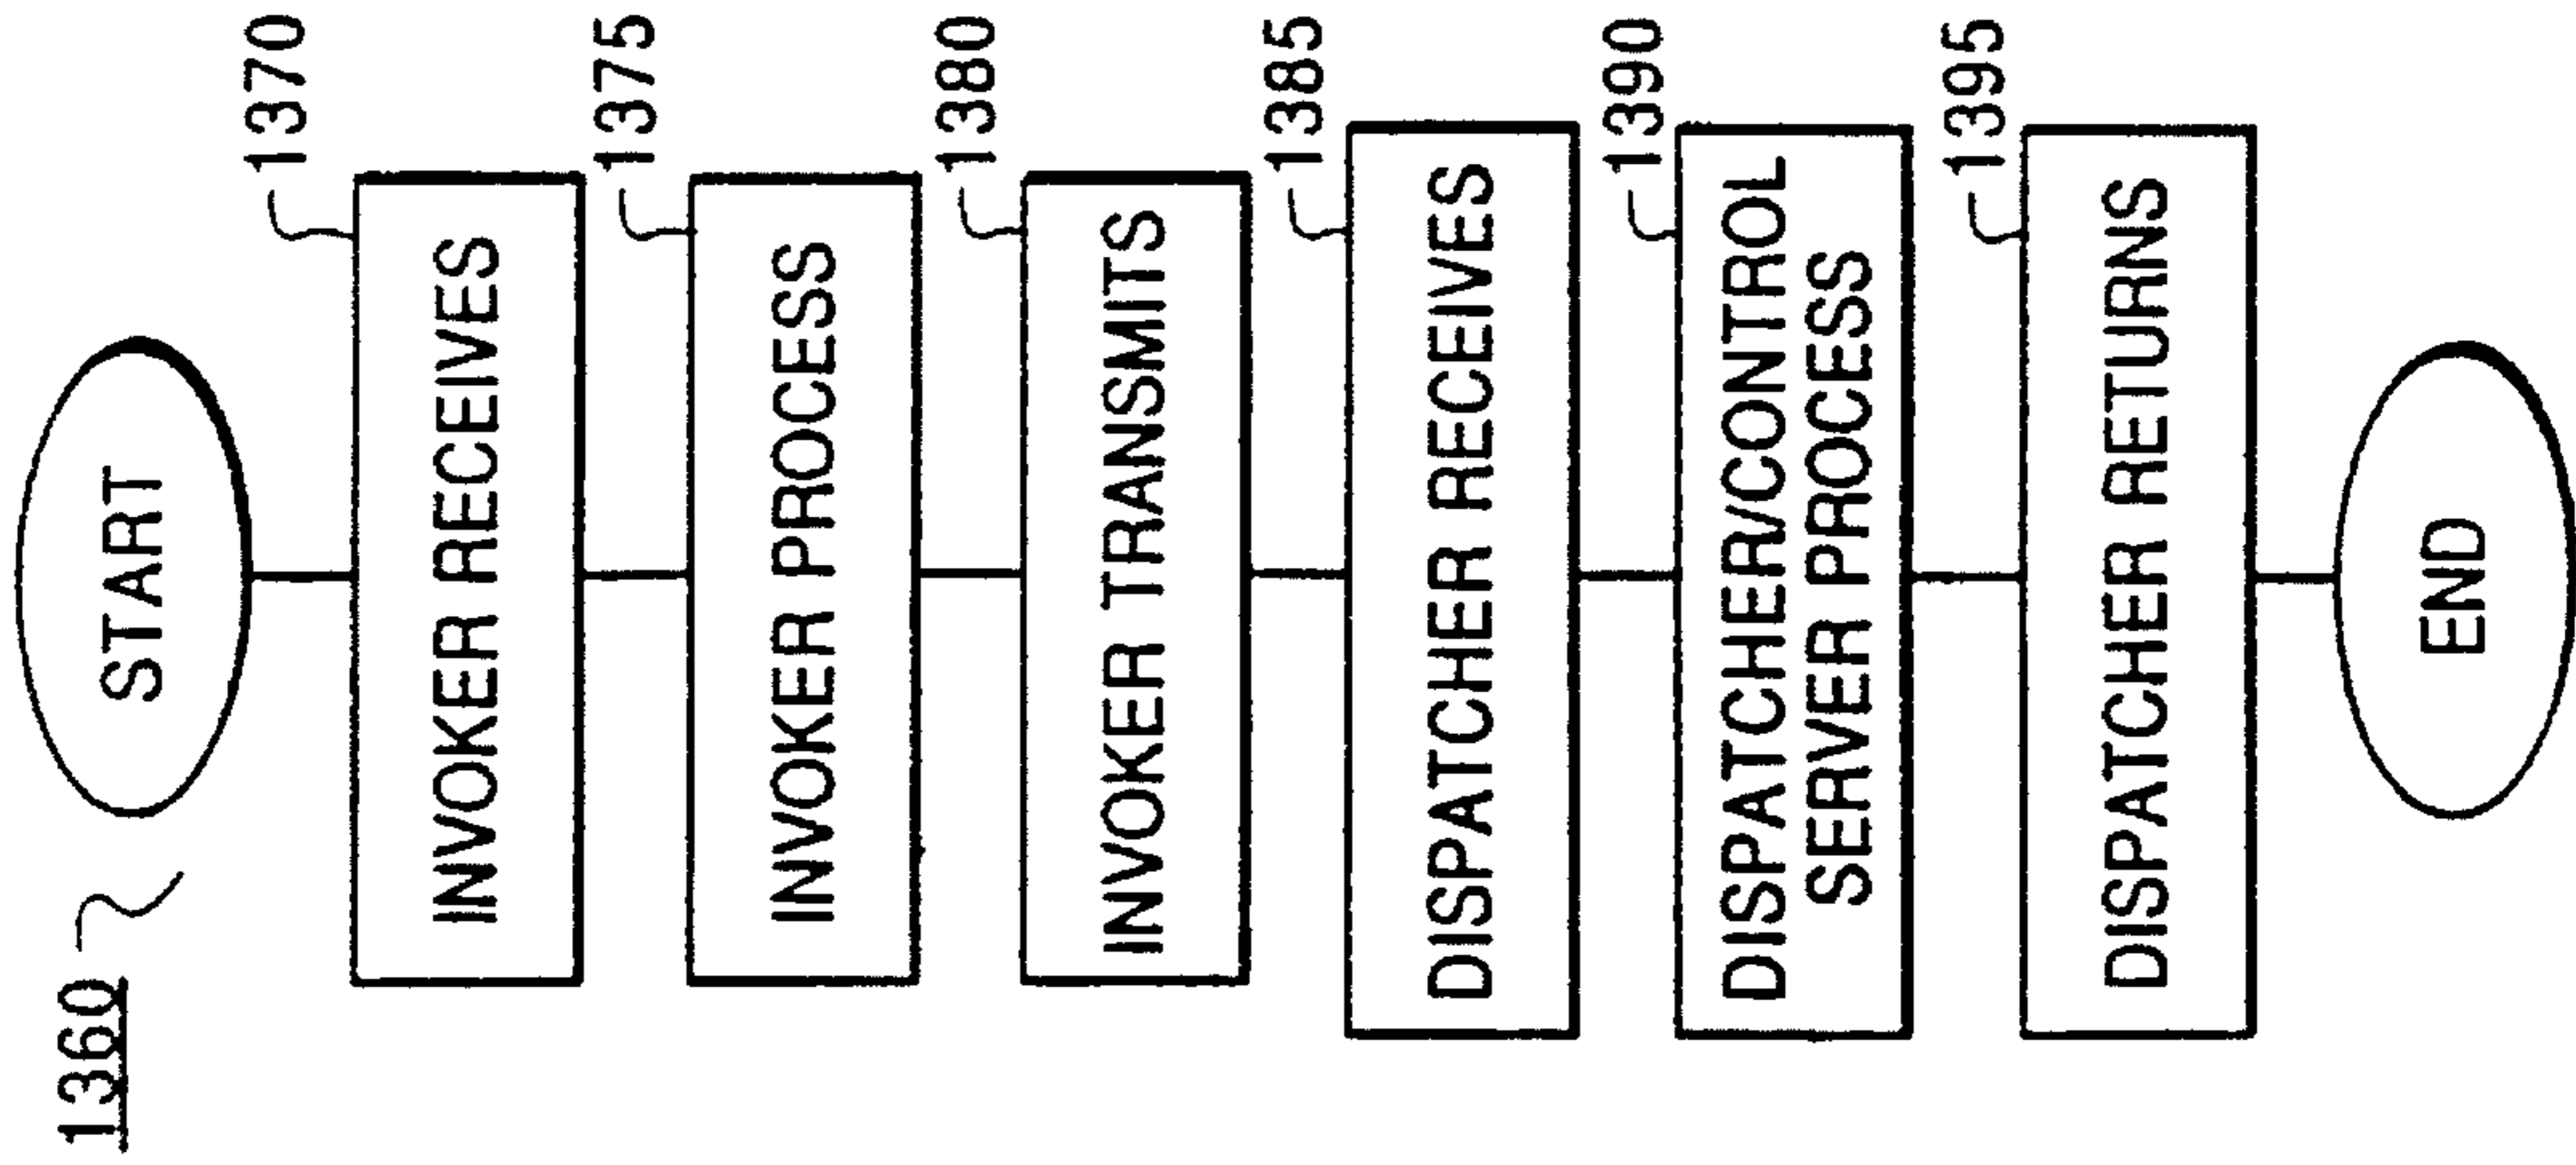 1360
START
1370
INVOKER RECEIVES
1375
INVOKER PROCESS
1380
INVOKER TRANSMITS
1385
DISPATCHER RECEIVES
1390
DISPATCHER/CONTROL
SERVER PROCESS
1395
DISPATCHER RETURNS
END